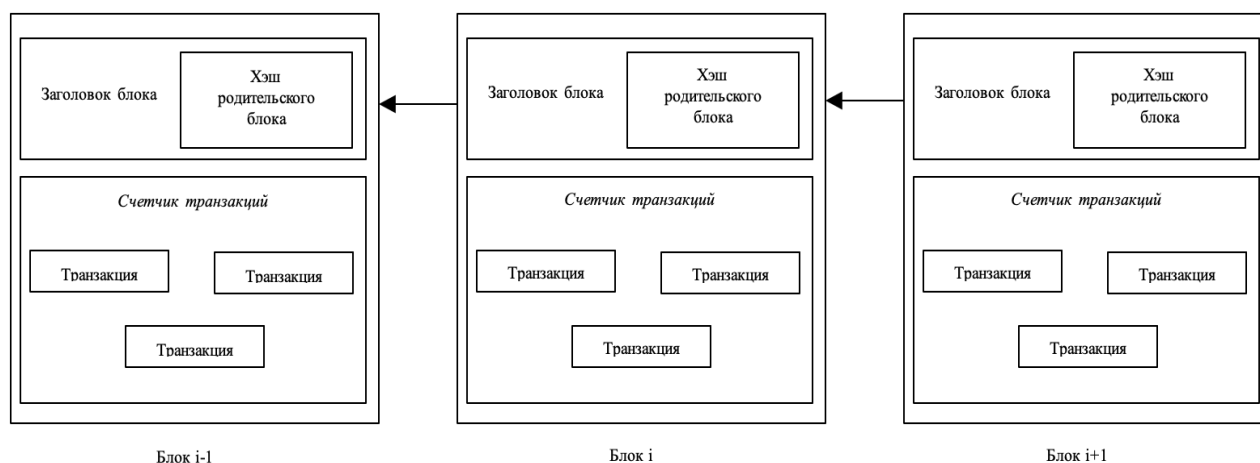 Заголовок блока
Хэш
родительского
блока
Счетчик транзакций
Транзакция
Транзакция
Транзакция
Блок i-1
Заголовок блока
Хэш
родительского
блока
Счетчик транзакций
Транзакция
Транзакция
Транзакция
Блок i
Заголовок блока
Хэш
родительского
блока
Счетчик транзакций
Транзакция
Транзакция
Транзакция
Блок i+1